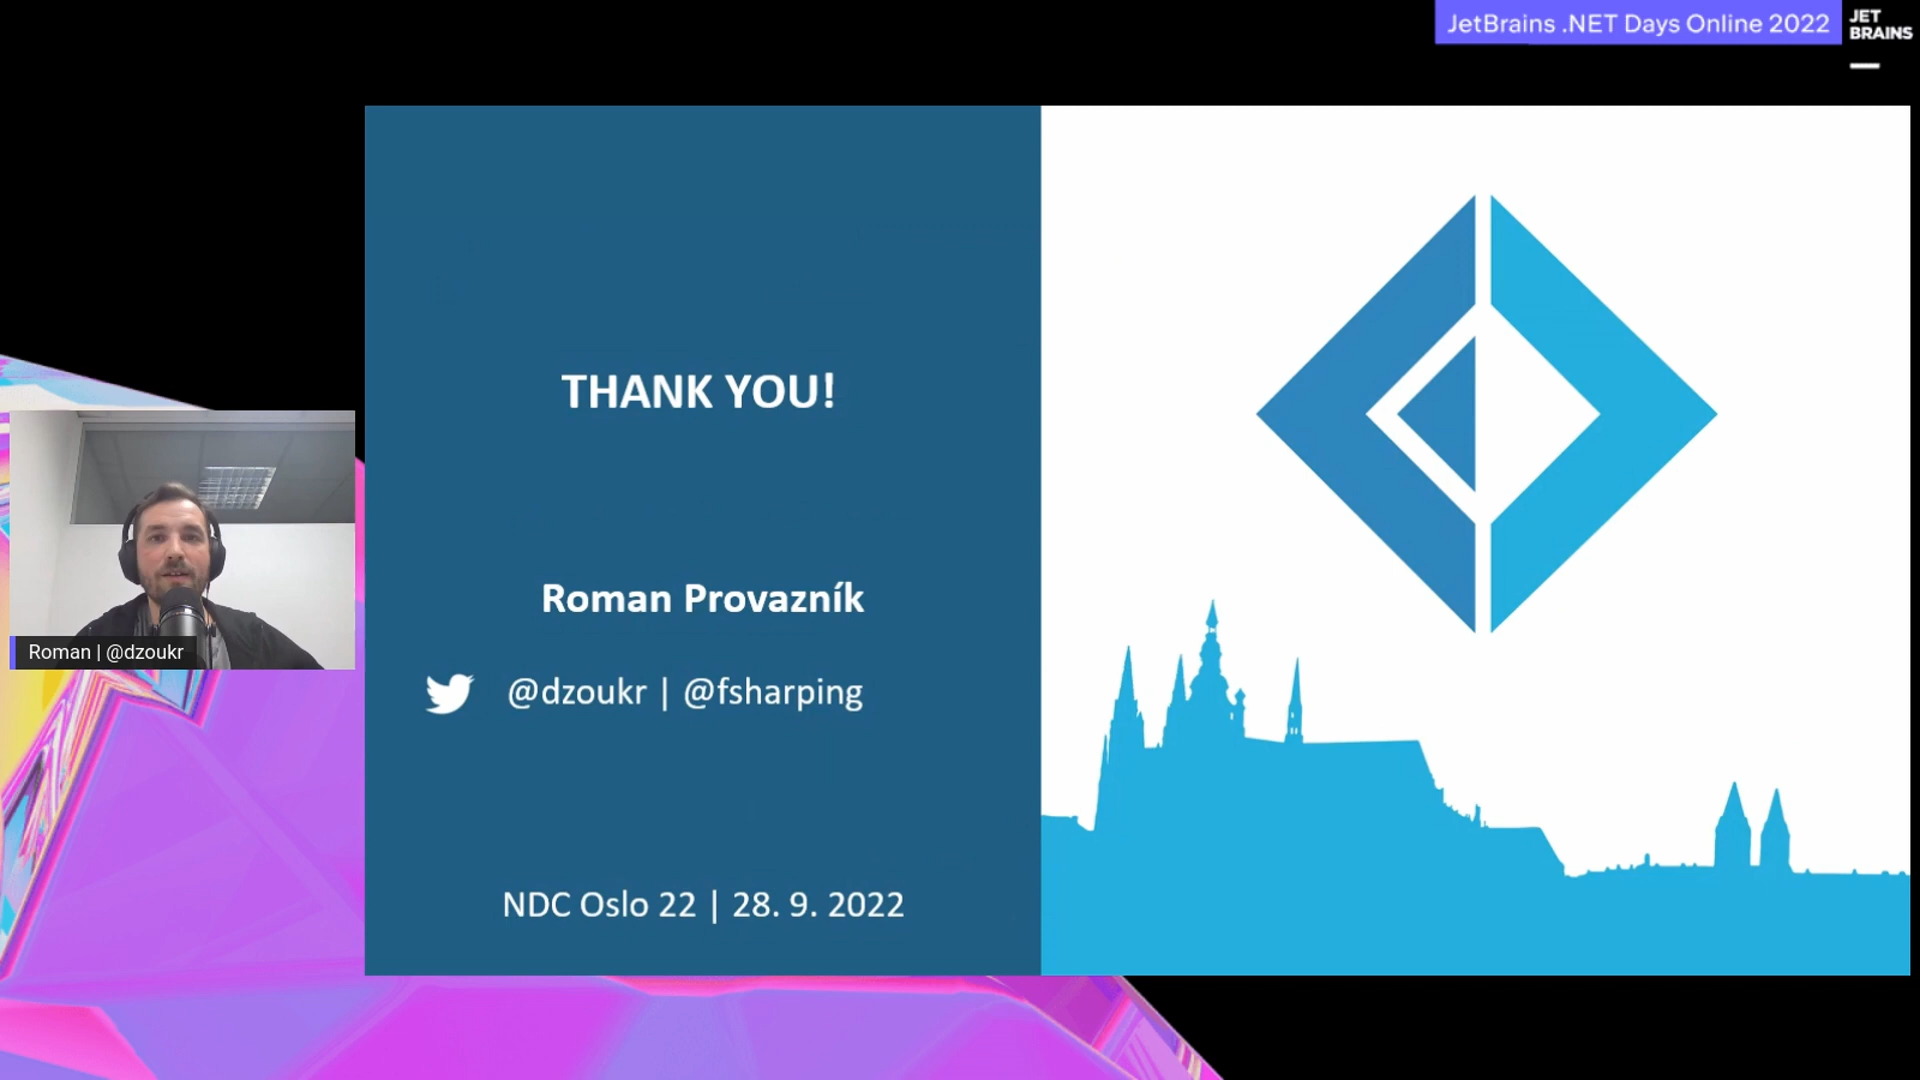 JetBrains .NET Days Online 2022
JET
BRAINS
THANK YOU!
Roman Provazník
@dzoukr | @fsharping
NDC Oslo 22 | 28. 9. 2022
Roman | @dzoukr